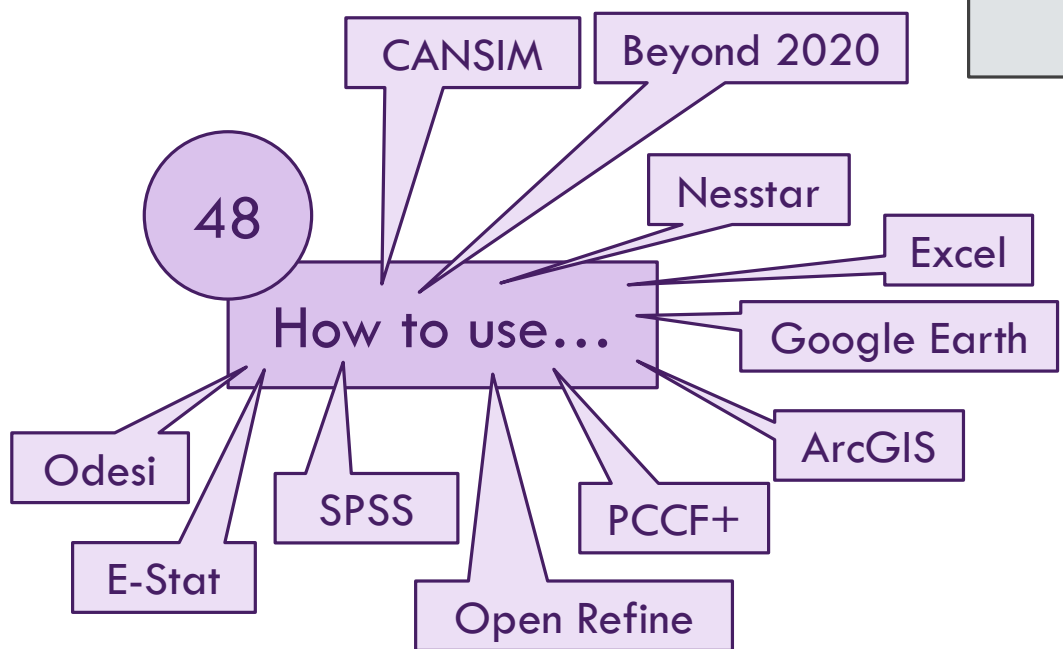 CANSIM
Beyond 2020
48
Nesstar
Excel
How to use...
Google Earth
ArcGIS
Odesi
SPSS
PCCF+
E-Stat
Open Refine